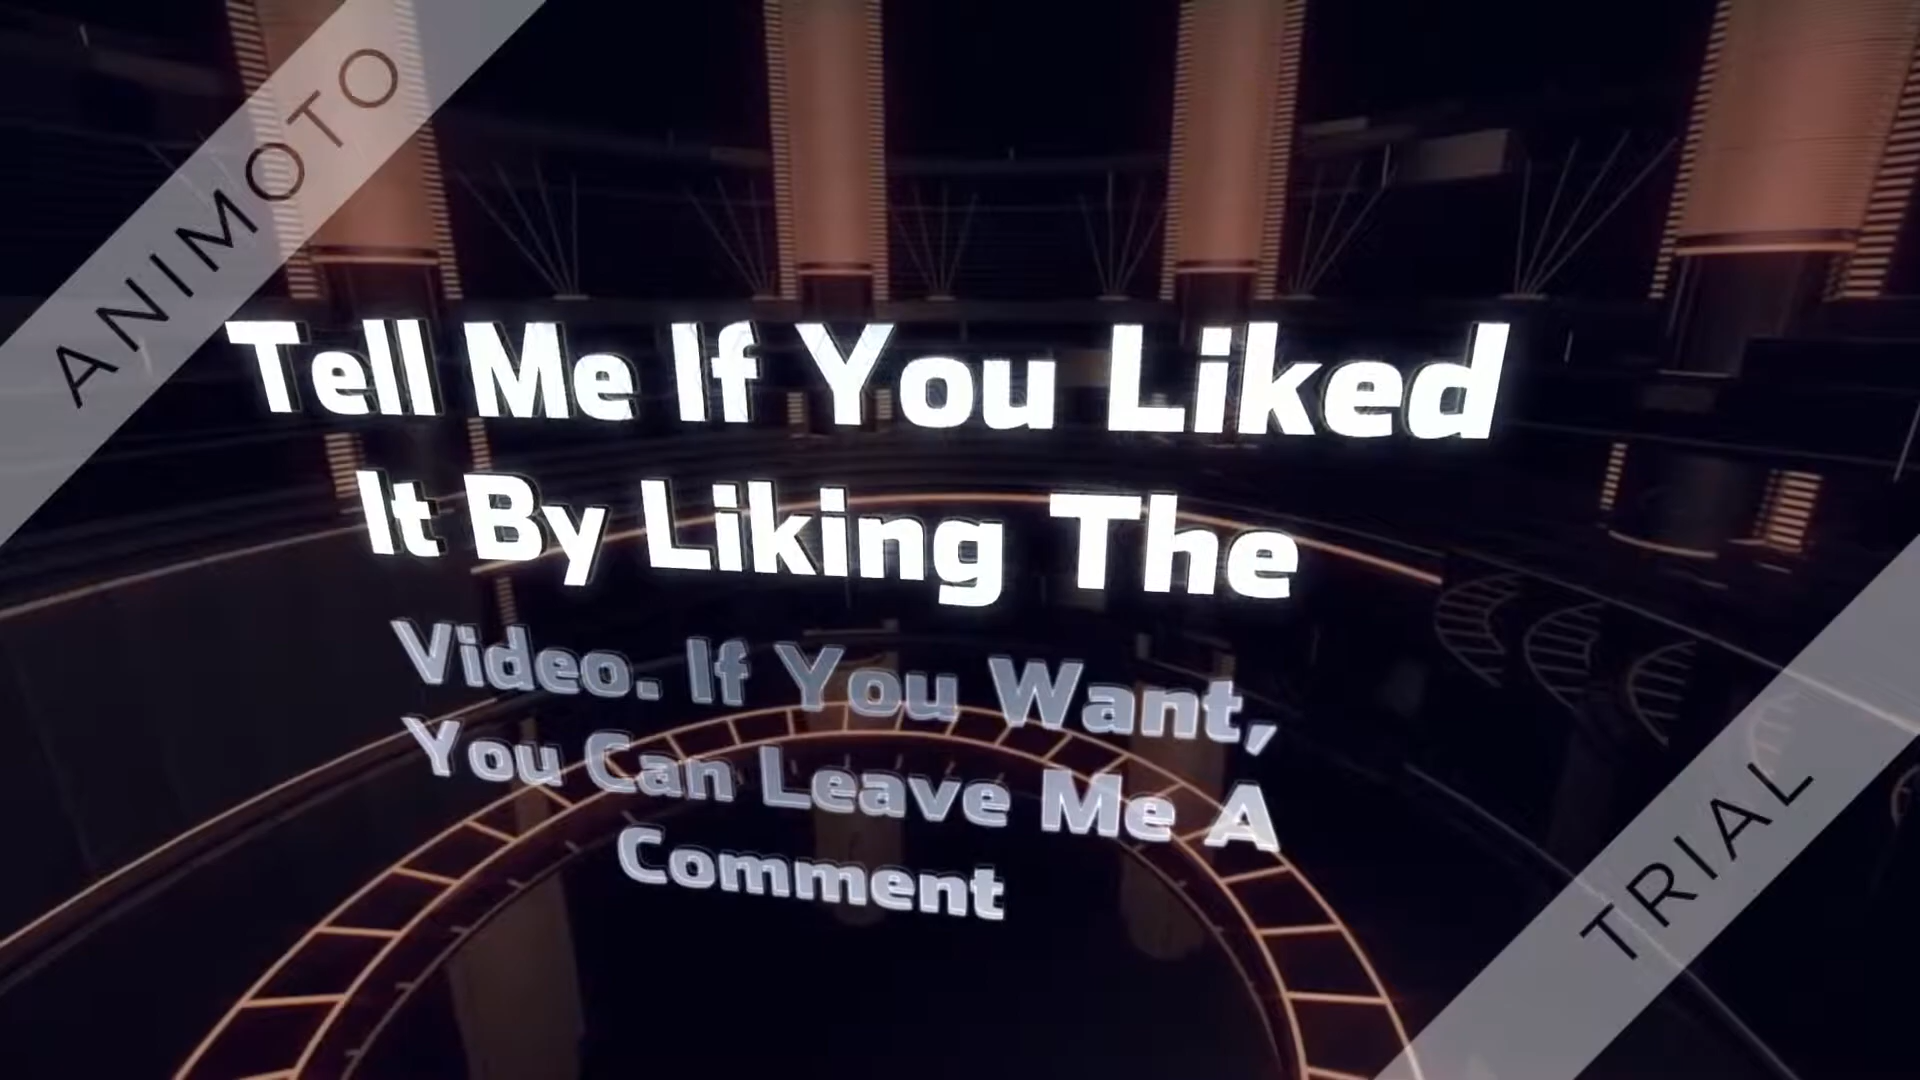 ANIMOTO
Tell Me If You Liked
It By Liking The
Video. If You Want,
You Can Leave Me A
Comment
TRIAL